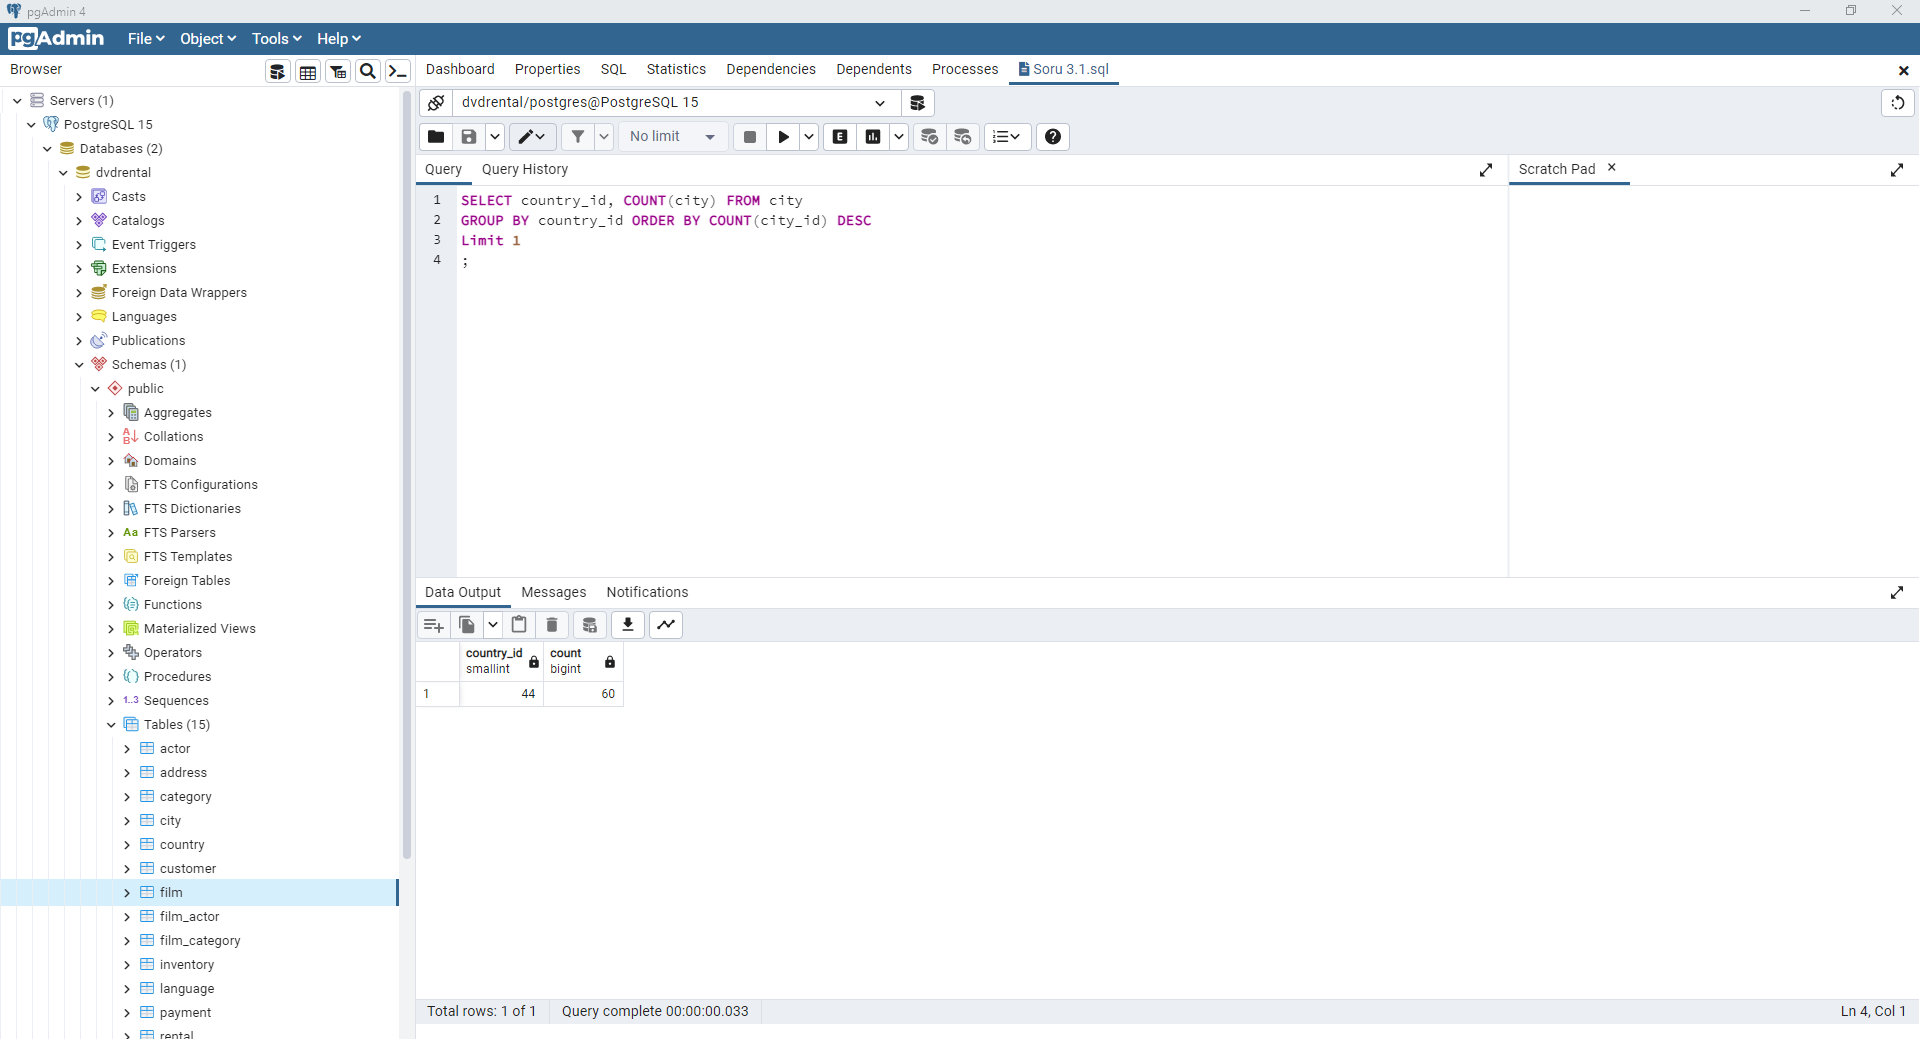 pgAdmin 4
pgAdmin File Object Tools Help
Browser
Dashboard Properties SQL Statistics Dependencies Dependents Processes Soru 3.1.sql
Servers (1)
PostgreSQL 15
Databases (2)
dvdrental
Casts
Catalogs
Event Triggers
Extensions
Foreign Data Wrappers
Languages
Publications
Schemas (1)
public
Aggregates
Collations
Domains
FTS Configurations
FTS Dictionaries
Aa FTS Parsers
FTS Templates
Foreign Tables
Functions
Materialized Views
Operators
Procedures
1..3 Sequences
Tables (15)
actor
address
category
city
country
customer
film
film_actor
film_category
inventory
language
payment
rental
dvdrental/postgres@PostgreSQL 15
No limit E
Query Query History
Scratch Pad
1 SELECT country_id, COUNT(city) FROM city
2 GROUP BY country_id ORDER BY COUNT(city_id) DESC
3 Limit 1
4 ;
Data Output Messages Notifications
country_id count
smallint bigint
1 44 60
Total rows: 1 of 1 Query complete 00:00:00.033 Ln 4, Col 1